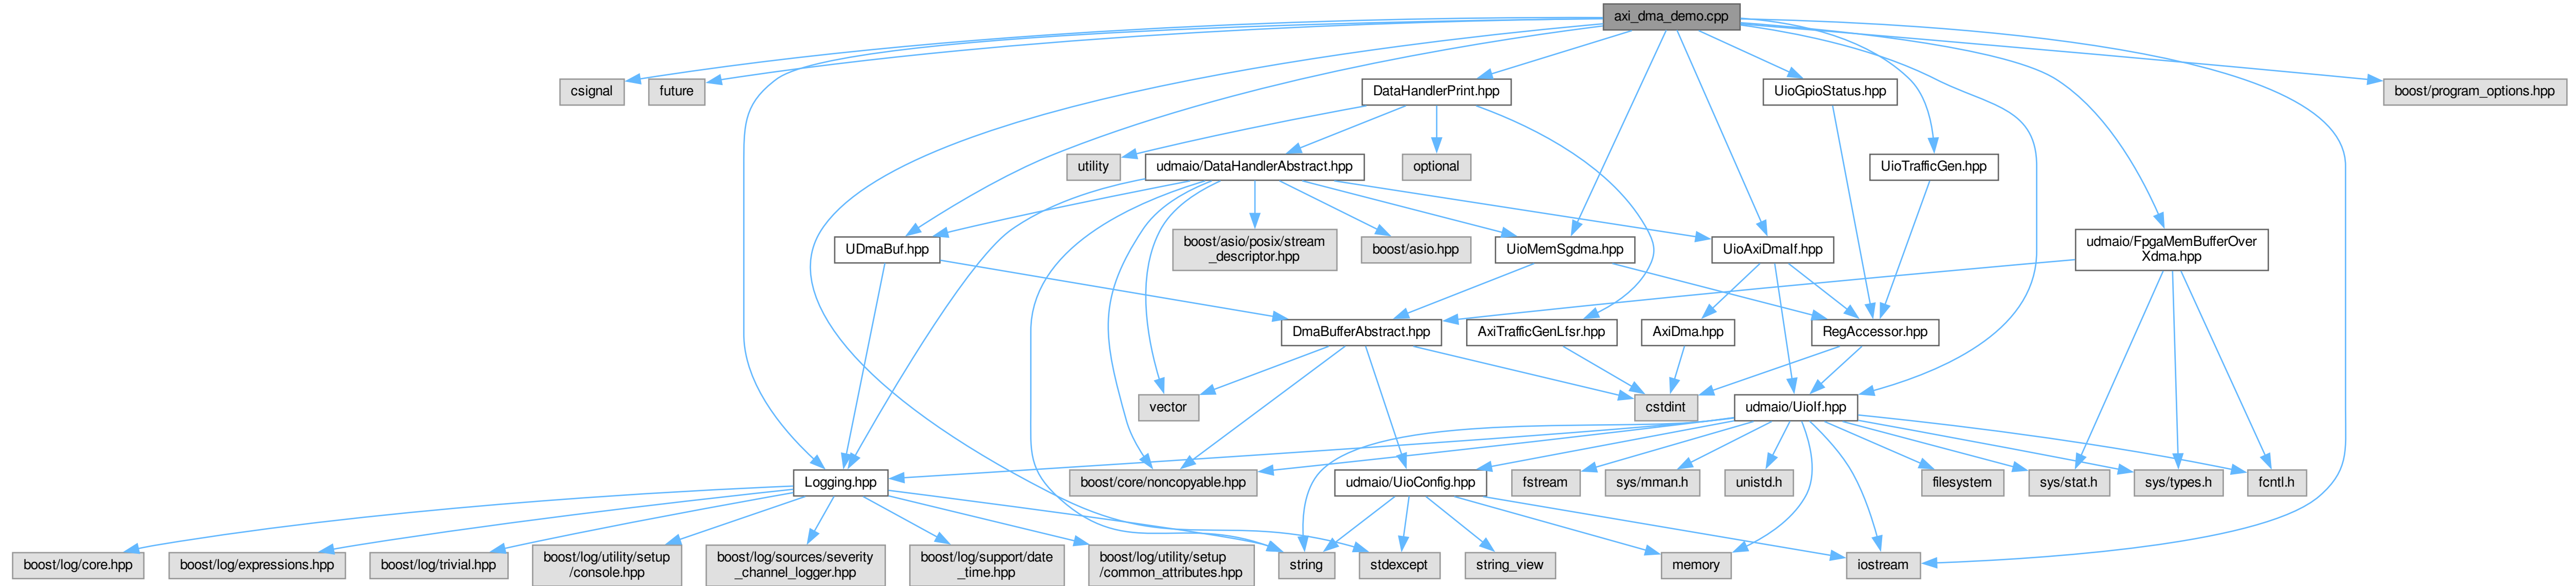 axi_dma_demo.cpp
csignal
future
DataHandlerPrint.hpp
UioGpioStatus.hpp
boost/program_options.hpp
utility
udmaio/DataHandlerAbstract.hpp
optional
UioTrafficGen.hpp
UDmaBuf.hpp
boost/asio/posix/stream
_descriptor.hpp
boost/asio.hpp
UioMemSgdma.hpp
UioAxiDmaIf.hpp
udmaio/FpgaMemBufferOver
Xdma.hpp
DmaBufferAbstract.hpp
AxiTrafficGenLfsr.hpp
AxiDma.hpp
RegAccessor.hpp
vector
cstdint
udmaio/UioIf.hpp
Logging.hpp
boost/core/noncopyable.hpp
udmaio/UioConfig.hpp
fstream
sys/mman.h
unistd.h
filesystem
sys/stat.h
sys/types.h
fcntl.h
boost/log/core.hpp
boost/log/expressions.hpp
boost/log/trivial.hpp
boost/log/utility/setup
/console.hpp
boost/log/sources/severity
_channel_logger.hpp
boost/log/support/date
_time.hpp
boost/log/utility/setup
/common_attributes.hpp
string
stdexcept
string_view
memory
iostream